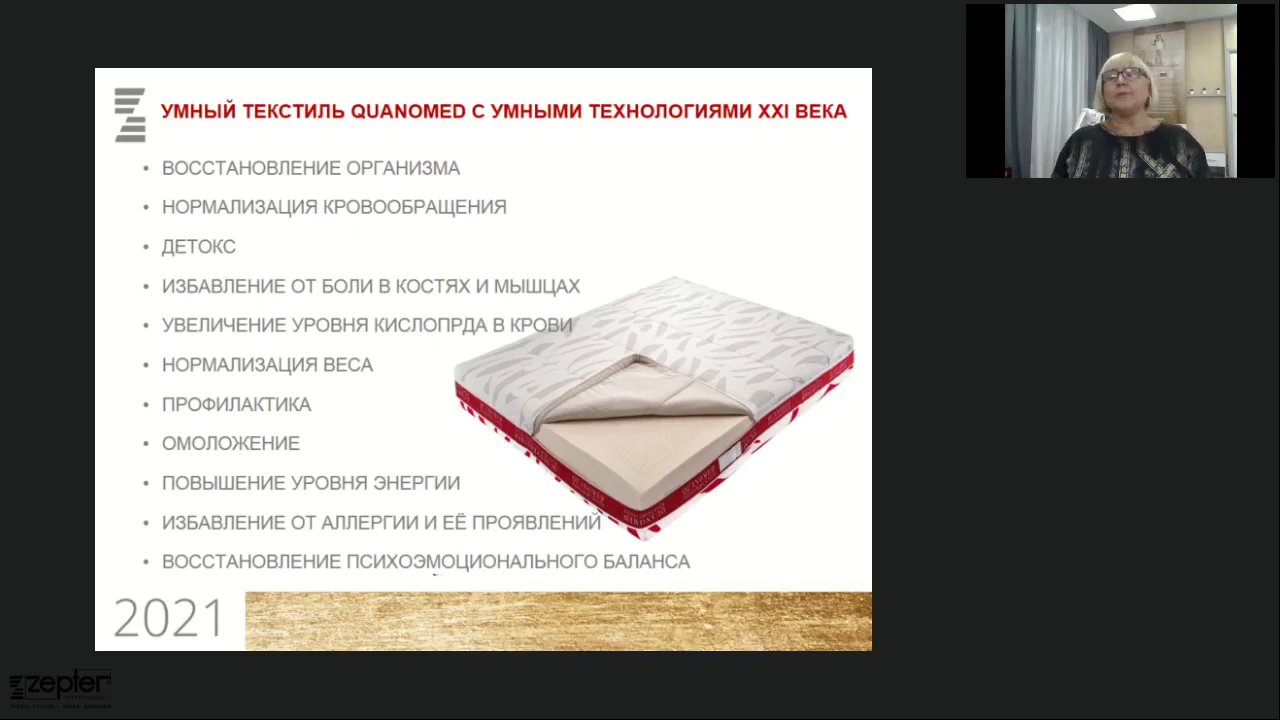 УМНЫЙ ТЕКСТИЛЬ QUANOMED С УМНЫМИ ТЕХНОЛОГИЯМИ XXI ВЕКА
• ВОССТАНОВЛЕНИЕ ОРГАНИЗМА
• НОРМАЛИЗАЦИЯ КРОВООБРАЩЕНИЯ
• ДЕТОКС
• ИЗБАВЛЕНИЕ ОТ БОЛИ В КОСТЯХ И МЫШЦАХ
• УВЕЛИЧЕНИЕ УРОВНЯ КИСЛОПРДА В КРОВИ
• НОРМАЛИЗАЦИЯ ВЕСА
• ПРОФИЛАКТИКА
• ОМОЛОЖЕНИЕ
• ПОВЫШЕНИЕ УРОВНЯ ЭНЕРГИИ
• ИЗБАВЛЕНИЕ ОТ АЛЛЕРГИИ И ЕЁ ПРОЯВЛЕНИЙ
• ВОССТАНОВЛЕНИЕ ПСИХОЭМОЦИОНАЛЬНОГО БАЛАНСА
2021
zepter